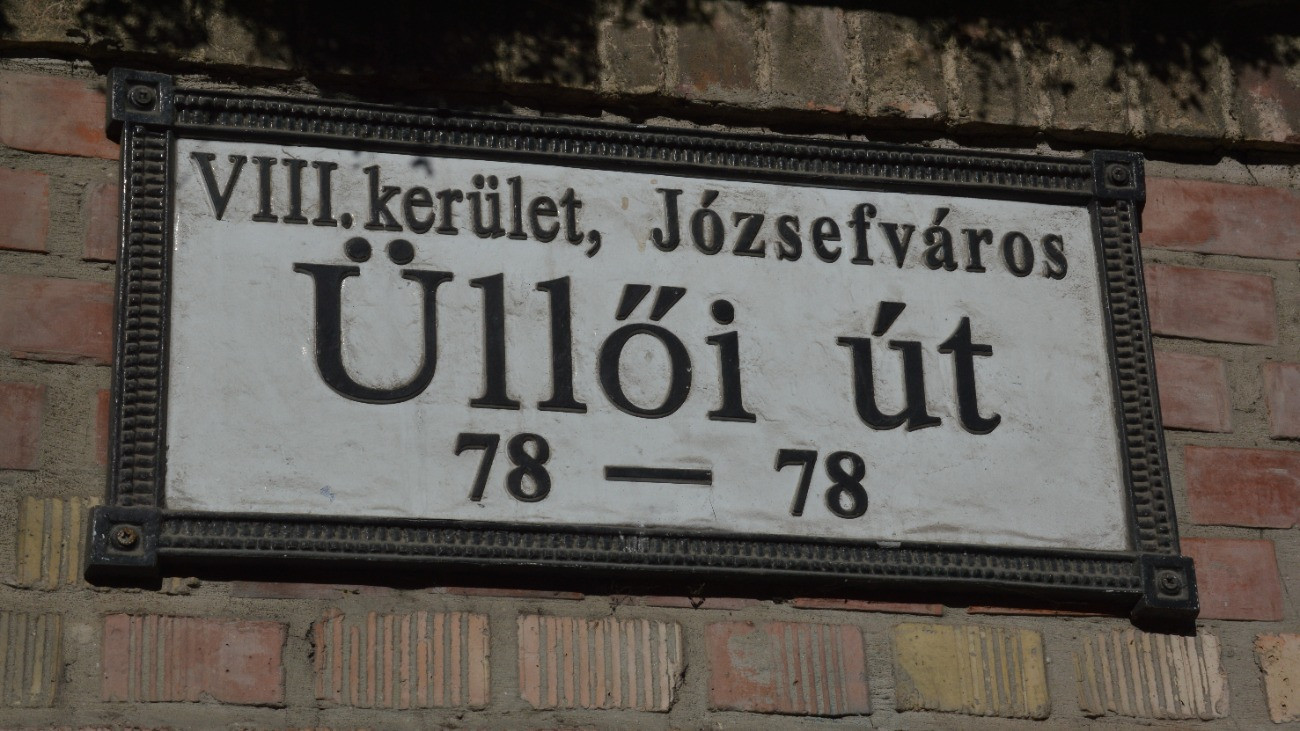 VIII. kerület, Józsefváros
Üllői út
78 — 78